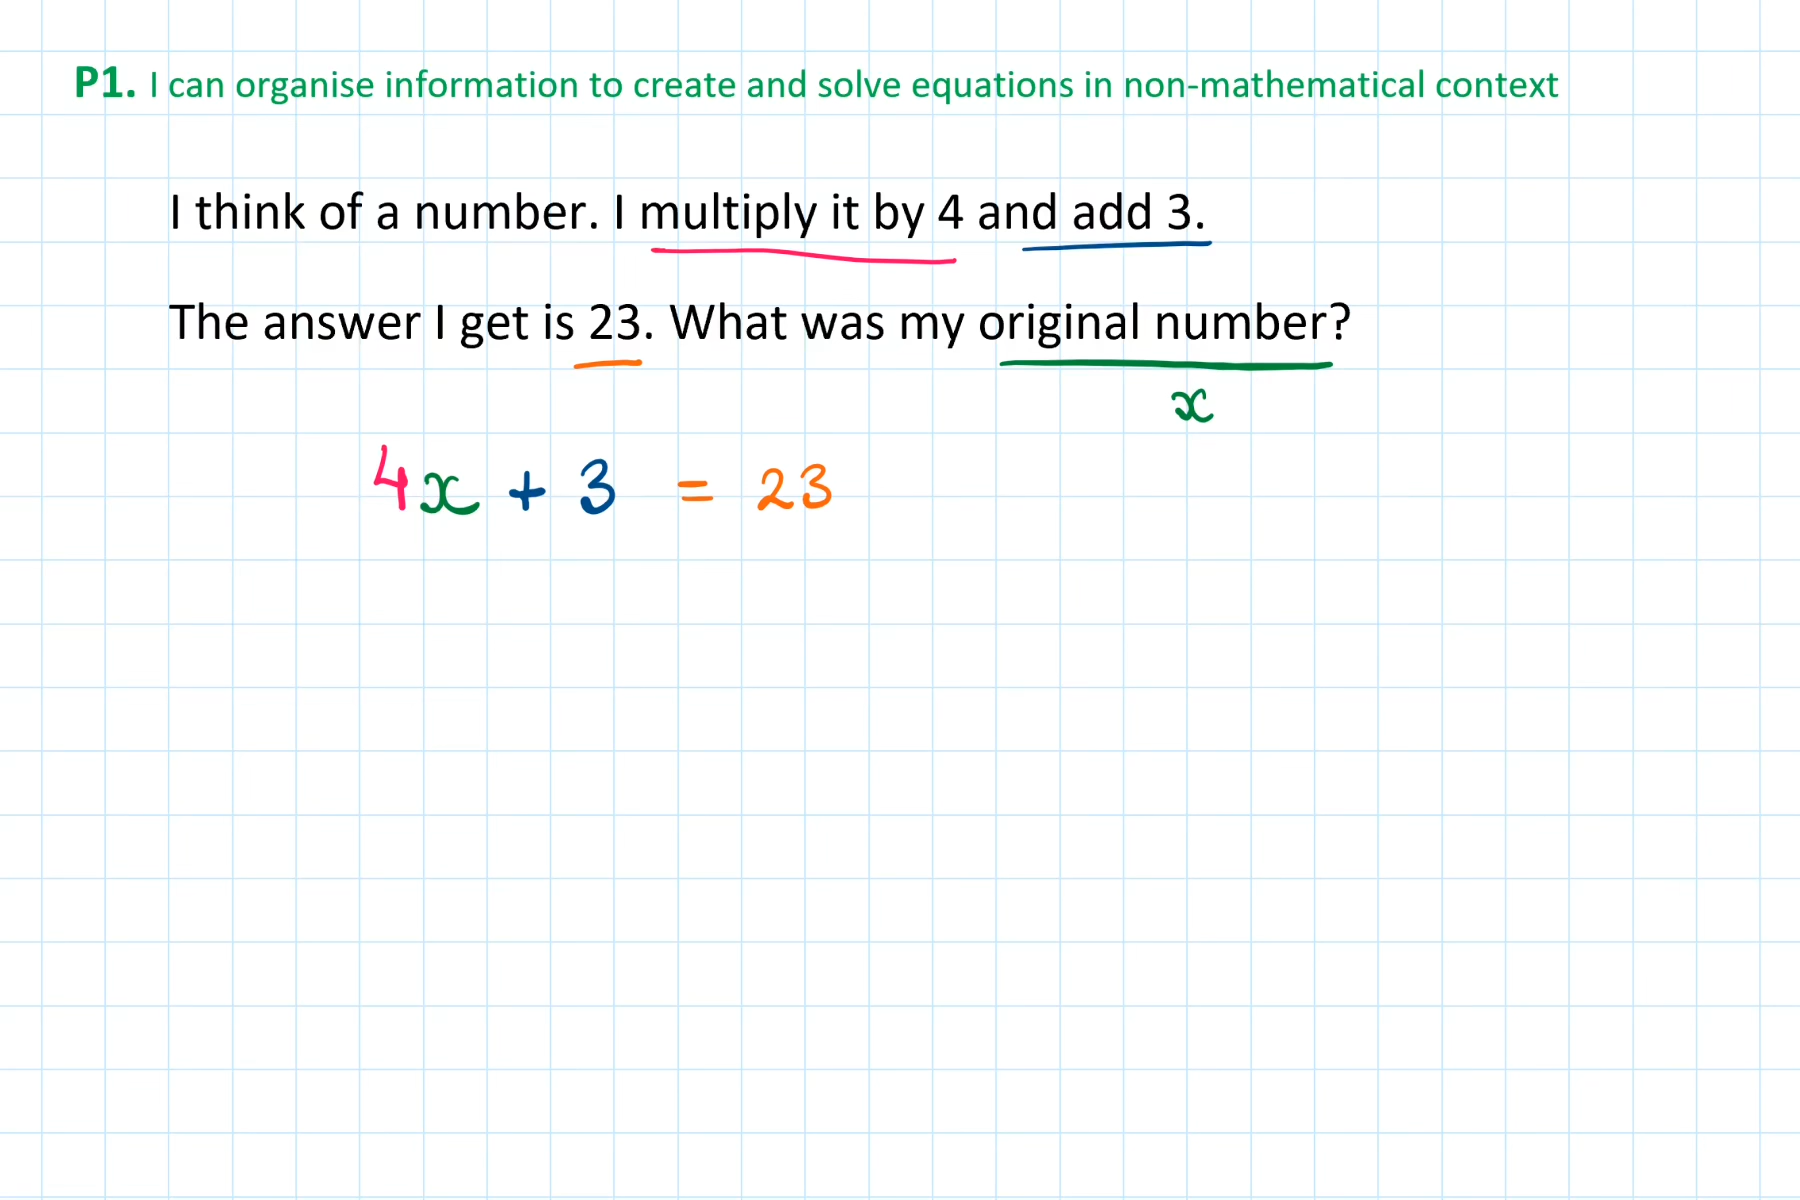 P1. I can organise information to create and solve equations in non-mathematical context
I think of a number. I multiply it by 4 and add 3.
The answer I get is 23. What was my original number?
x
4x + 3 = 23